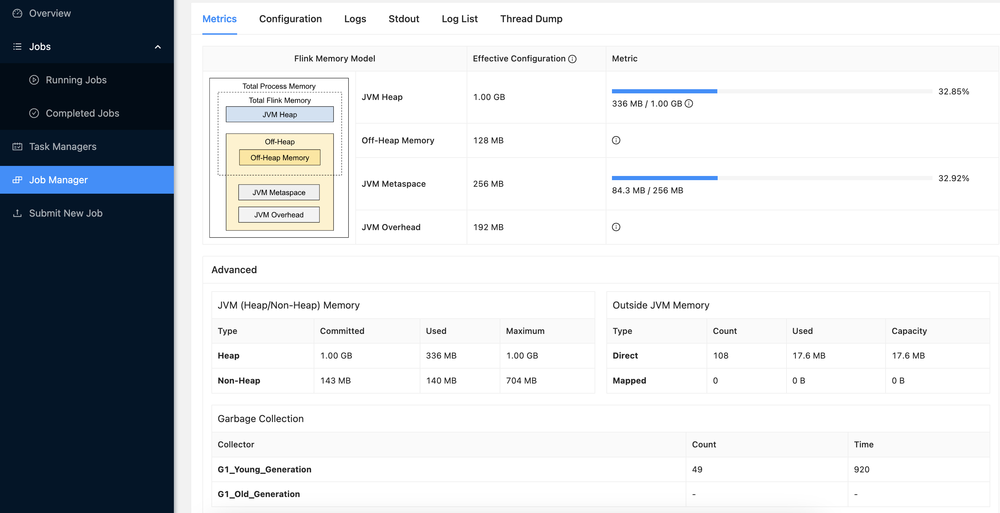 Overview
Jobs
Running Jobs
Completed Jobs
Task Managers
Job Manager
Submit New Job
Metrics Configuration Logs Stdout Log List Thread Dump
Flink Memory Model Effective Configuration Metric
Total Process Memory
Total Flink Memory
JVM Heap
Off-Heap
Off-Heap Memory
JVM Metaspace
JVM Overhead
JVM Heap 1.00 GB 32.85%
336 MB / 1.00 GB
Off-Heap Memory 128 MB
JVM Metaspace 256 MB 32.92%
84.3 MB / 256 MB
JVM Overhead 192 MB
Advanced
JVM (Heap/Non-Heap) Memory
Type Committed Used Maximum
Heap 1.00 GB 336 MB 1.00 GB
Non-Heap 143 MB 140 MB 704 MB
Outside JVM Memory
Type Count Used Capacity
Direct 108 17.6 MB 17.6 MB
Mapped 0 0 B 0 B
Garbage Collection
Collector Count Time
G1_Young_Generation 49 920
G1_Old_Generation - -